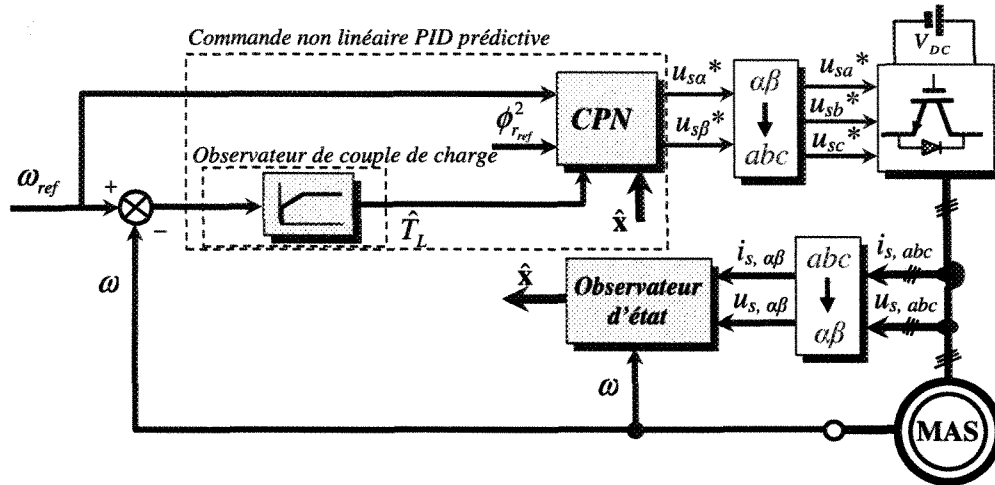 Commande non linéaire PID prédictive
V_DC
u_sα*
u_sβ*
αβ
abc
u_sa*
u_sb*
u_sc*
ϕ²_r_ref
CPN
Observateur de couple de charge
ω_ref
+
−
T̂_L
x̂
ω
x̂
Observateur
d'état
i_s, αβ
u_s, αβ
abc
αβ
i_s, abc
u_s, abc
ω
MAS